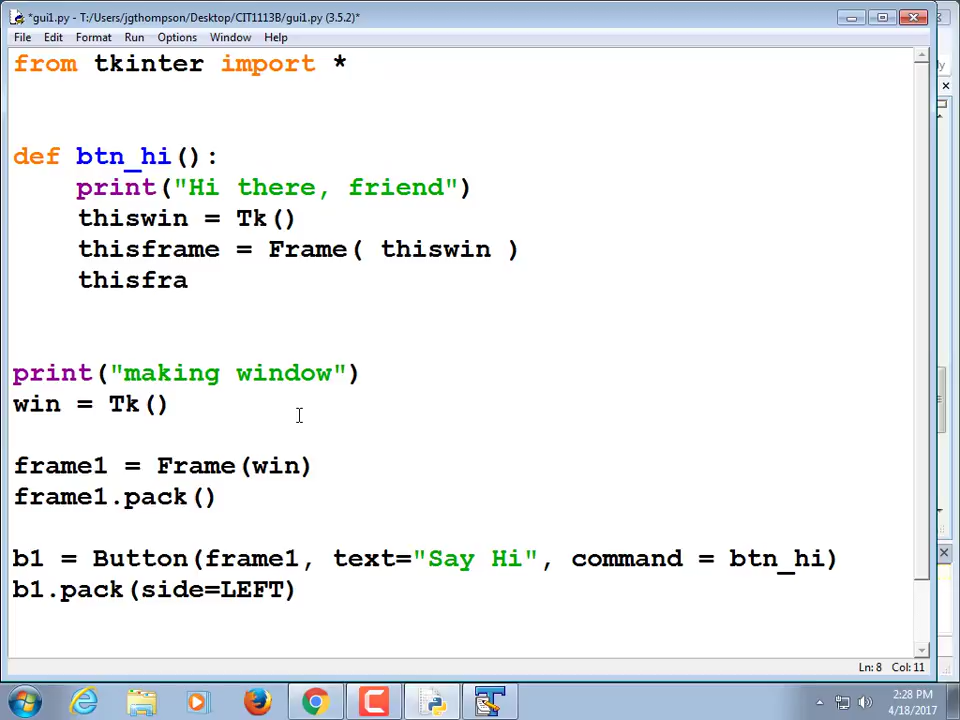 *gui1.py - T:/Users/jgthompson/Desktop/CIT1113B/gui1.py (3.5.2)*
File Edit Format Run Options Window Help
from tkinter import *
def btn_hi():
    print("Hi there, friend")
    thiswin = Tk()
    thisframe = Frame( thiswin )
    thisfra
print("making window")
win = Tk()
frame1 = Frame(win)
frame1.pack()
b1 = Button(frame1, text="Say Hi", command = btn_hi)
b1.pack(side=LEFT)
Ln: 8 Col: 11
2:28 PM
4/18/2017